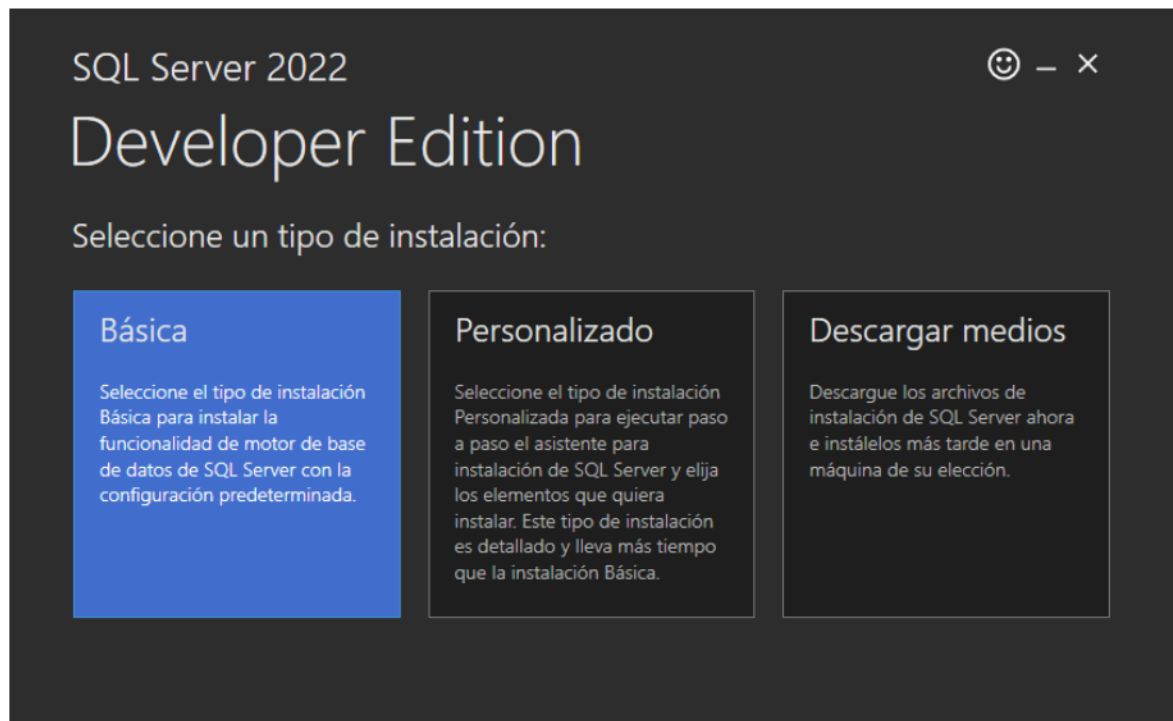 SQL Server 2022
Developer Edition
Seleccione un tipo de instalación:
Básica
Seleccione el tipo de instalación
Básica para instalar la
funcionalidad de motor de base
de datos de SQL Server con la
configuración predeterminada.
Personalizado
Seleccione el tipo de instalación
Personalizada para ejecutar paso
a paso el asistente para
instalación de SQL Server y elija
los elementos que quiera
instalar. Este tipo de instalación
es detallado y lleva más tiempo
que la instalación Básica.
Descargar medios
Descargue los archivos de
instalación de SQL Server ahora
e instálelos más tarde en una
máquina de su elección.